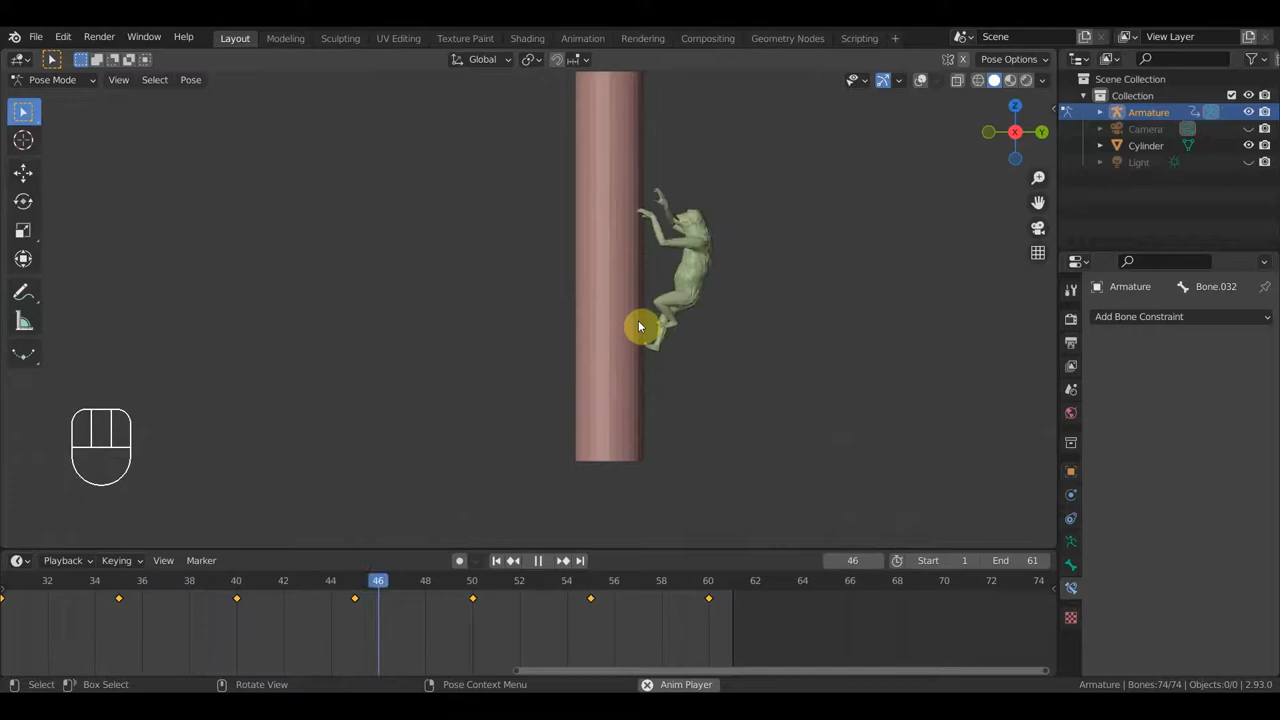 File Edit Render Window Help Layout Modeling Sculpting UV Editing Texture Paint Shading Animation Rendering Compositing Geometry Nodes Scripting + Scene View Layer
Global Pose Options
Pose Mode View Select Pose
Scene Collection
Collection
Armature
Camera
Cylinder
Light
Z
X
Y
Armature Bone.032
Add Bone Constraint
Playback Keying View Marker 46 Start 1 End 61
32 34 36 38 40 42 44 46 48 50 52 54 56 58 60 62 64 66 68 70 72 74
Select Box Select Rotate View Pose Context Menu Anim Player Armature | Bones:74/74 | Objects:0/0 | 2.93.0